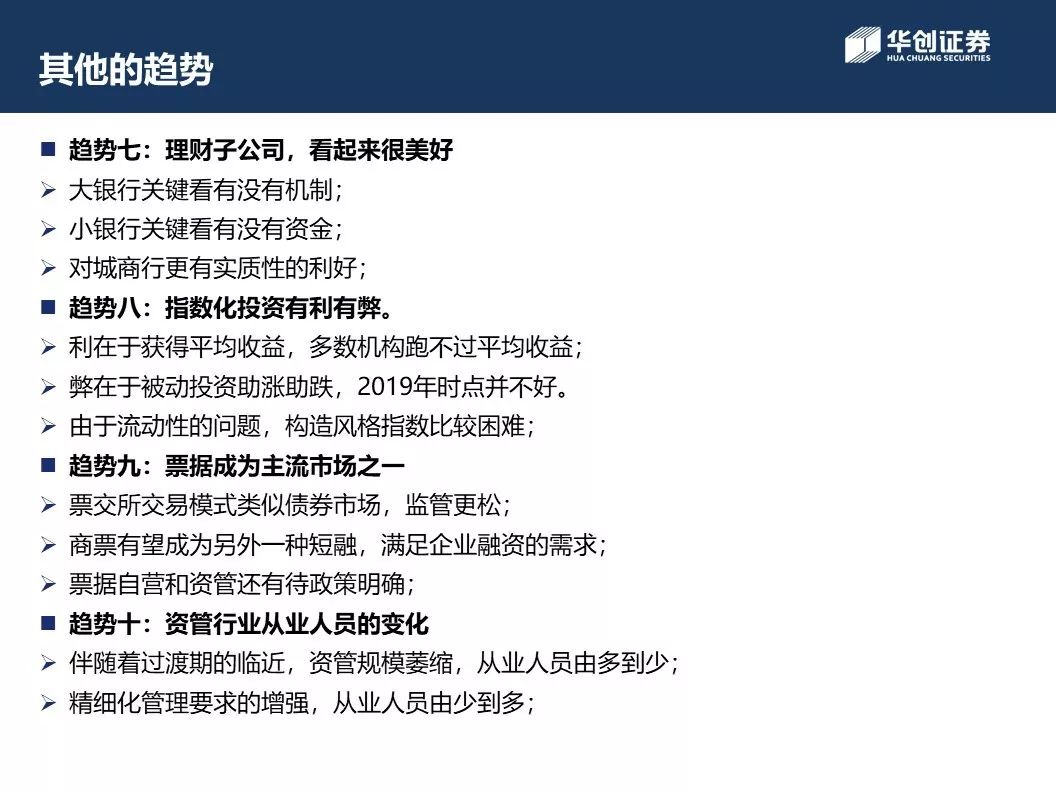 其他的趋势
华创证券
HUA CHUANG SECURITIES
趋势七：理财子公司，看起来很美好
大银行关键看有没有机制；
小银行关键看有没有资金；
对城商行更有实质性的利好；
趋势八：指数化投资有利有弊。
利在于获得平均收益，多数机构跑不过平均收益；
弊在于被动投资助涨助跌，2019年时点并不好。
由于流动性的问题，构造风格指数比较困难；
趋势九：票据成为主流市场之一
票交所交易模式类似债券市场，监管更松；
商票有望成为另外一种短融，满足企业融资的需求；
票据自营和资管还有待政策明确；
趋势十：资管行业从业人员的变化
伴随着过渡期的临近，资管规模萎缩，从业人员由多到少；
精细化管理要求的增强，从业人员由少到多；